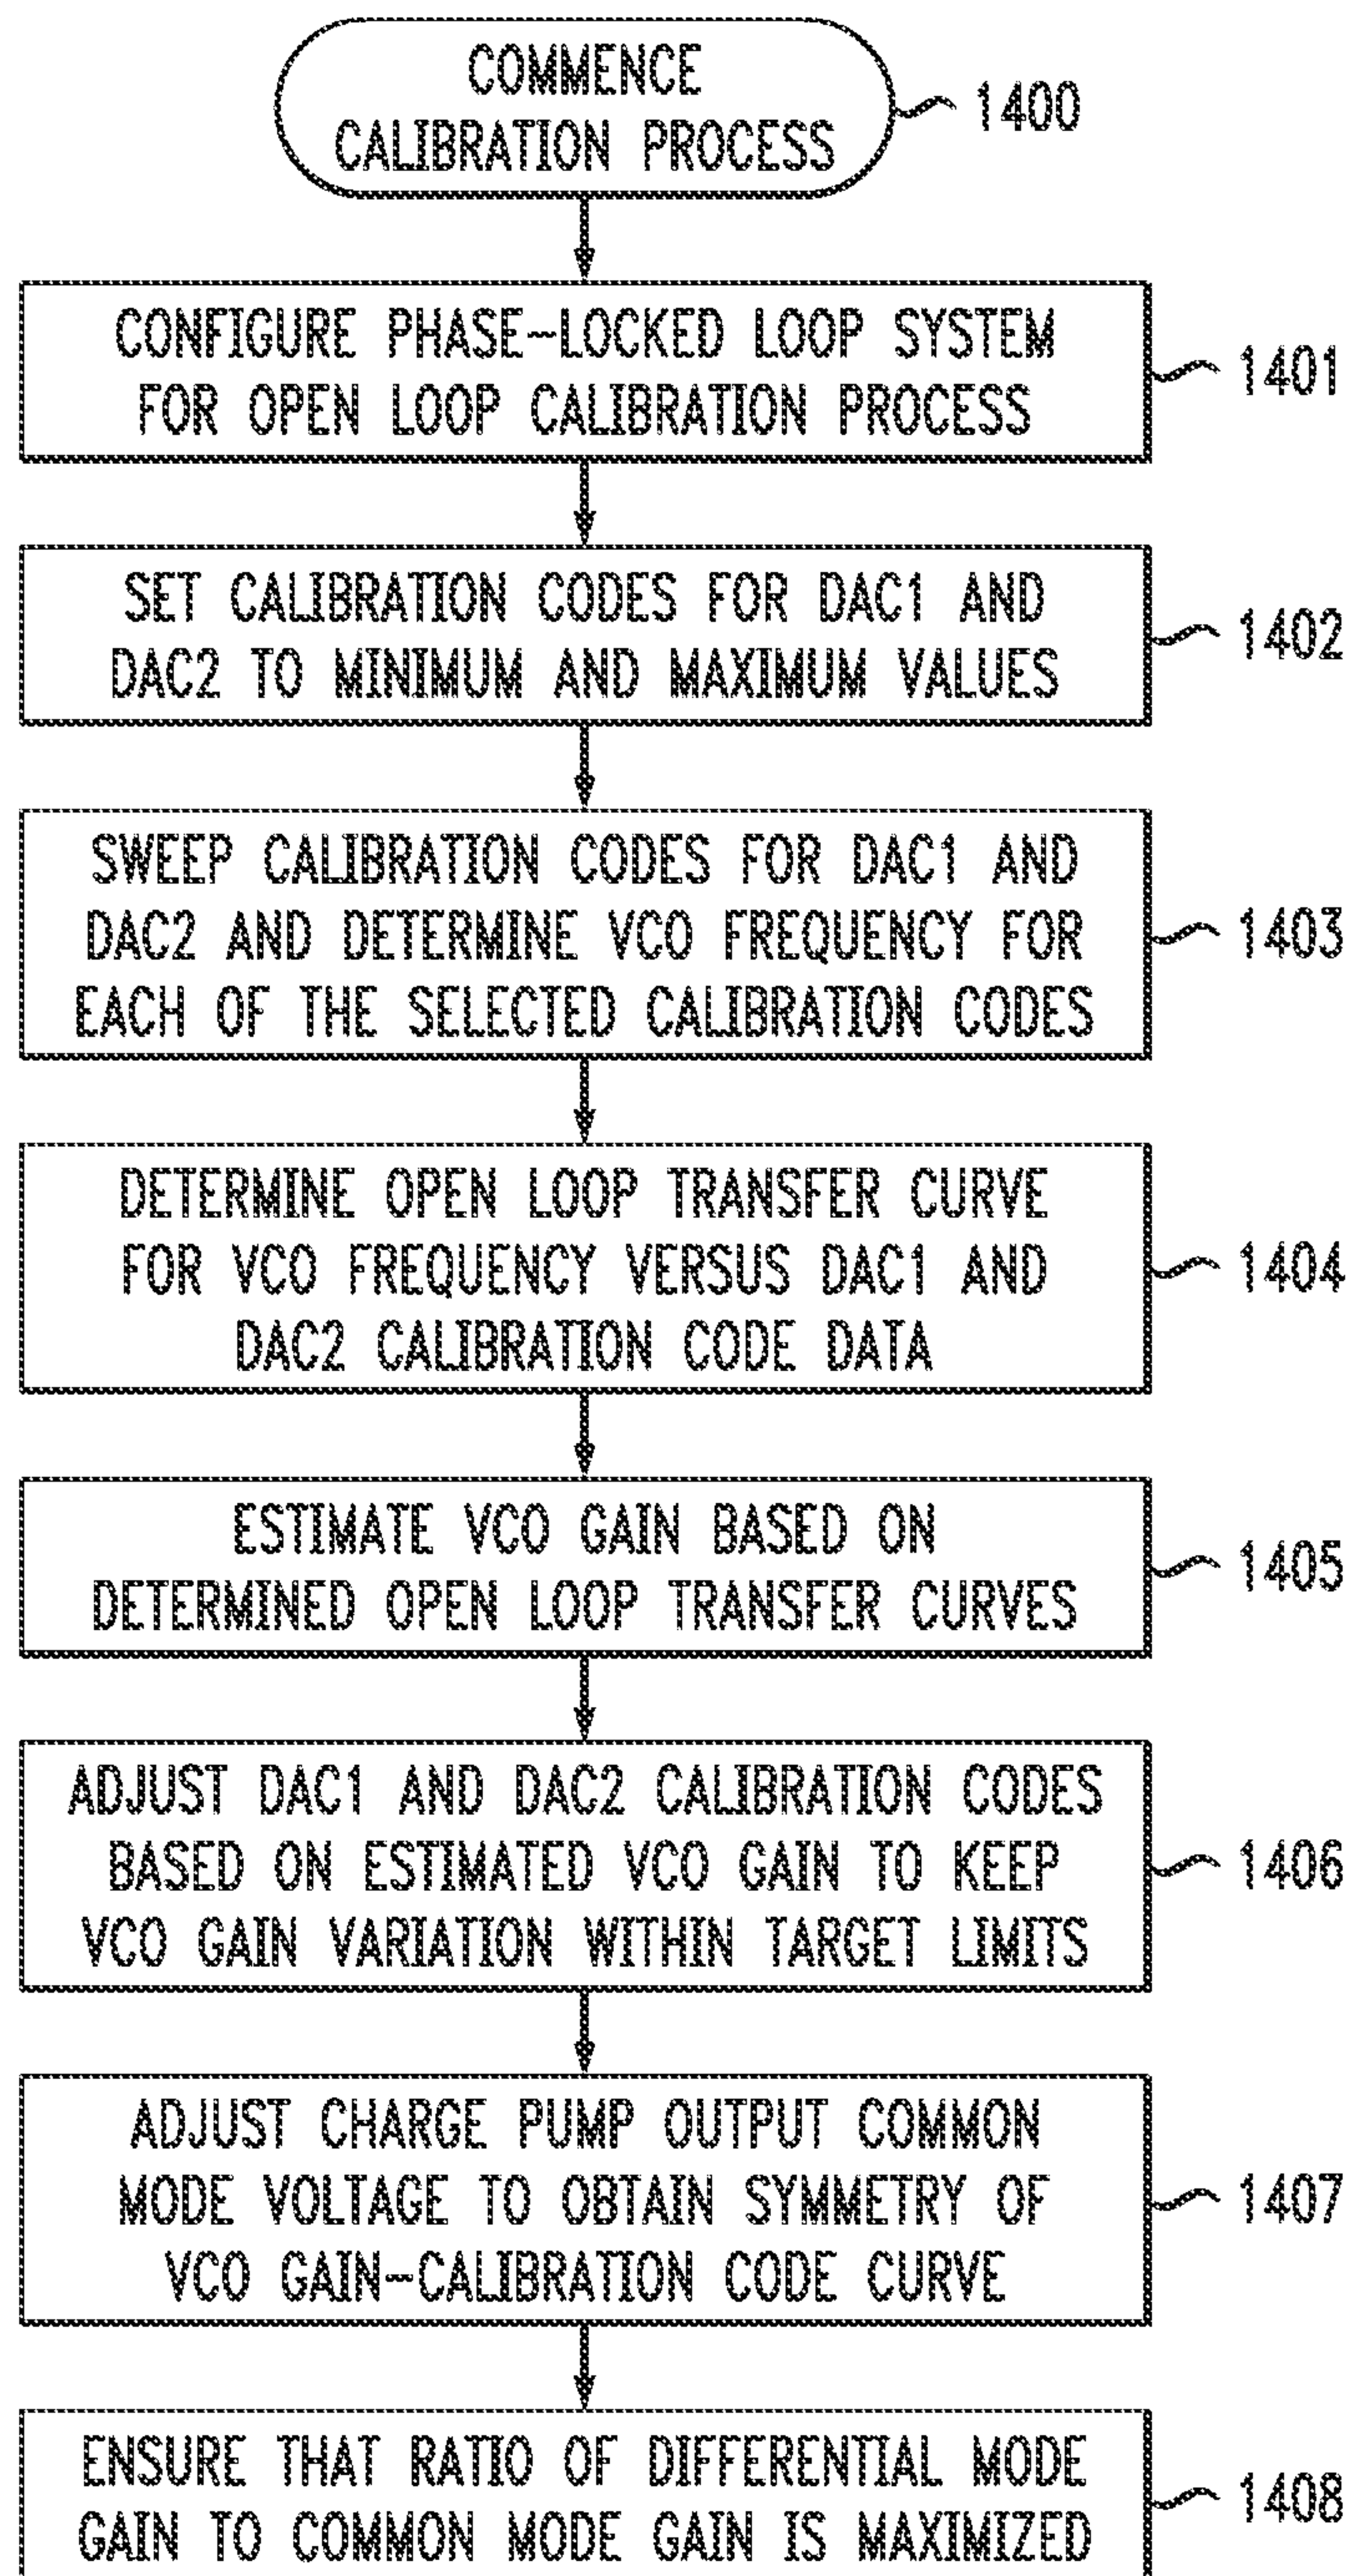 COMMENCE
CALIBRATION PROCESS
1400
CONFIGURE PHASE-LOCKED LOOP SYSTEM
FOR OPEN LOOP CALIBRATION PROCESS
1401
SET CALIBRATION CODES FOR DAC1 AND
DAC2 TO MINIMUM AND MAXIMUM VALUES
1402
SWEEP CALIBRATION CODES FOR DAC1 AND
DAC2 AND DETERMINE VCO FREQUENCY FOR
EACH OF THE SELECTED CALIBRATION CODES
1403
DETERMINE OPEN LOOP TRANSFER CURVE
FOR VCO FREQUENCY VERSUS DAC1 AND
DAC2 CALIBRATION CODE DATA
1404
ESTIMATE VCO GAIN BASED ON
DETERMINED OPEN LOOP TRANSFER CURVES
1405
ADJUST DAC1 AND DAC2 CALIBRATION CODES
BASED ON ESTIMATED VCO GAIN TO KEEP
VCO GAIN VARIATION WITHIN TARGET LIMITS
1406
ADJUST CHARGE PUMP OUTPUT COMMON
MODE VOLTAGE TO OBTAIN SYMMETRY OF
VCO GAIN-CALIBRATION CODE CURVE
1407
ENSURE THAT RATIO OF DIFFERENTIAL MODE
GAIN TO COMMON MODE GAIN IS MAXIMIZED
1408